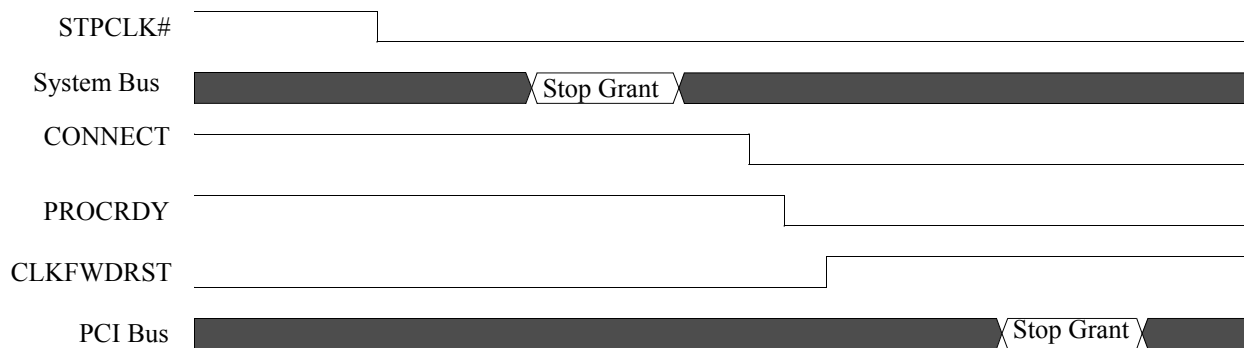 STPCLK#
System Bus
Stop Grant
CONNECT
PROCRDY
CLKFWDRST
PCI Bus
Stop Grant